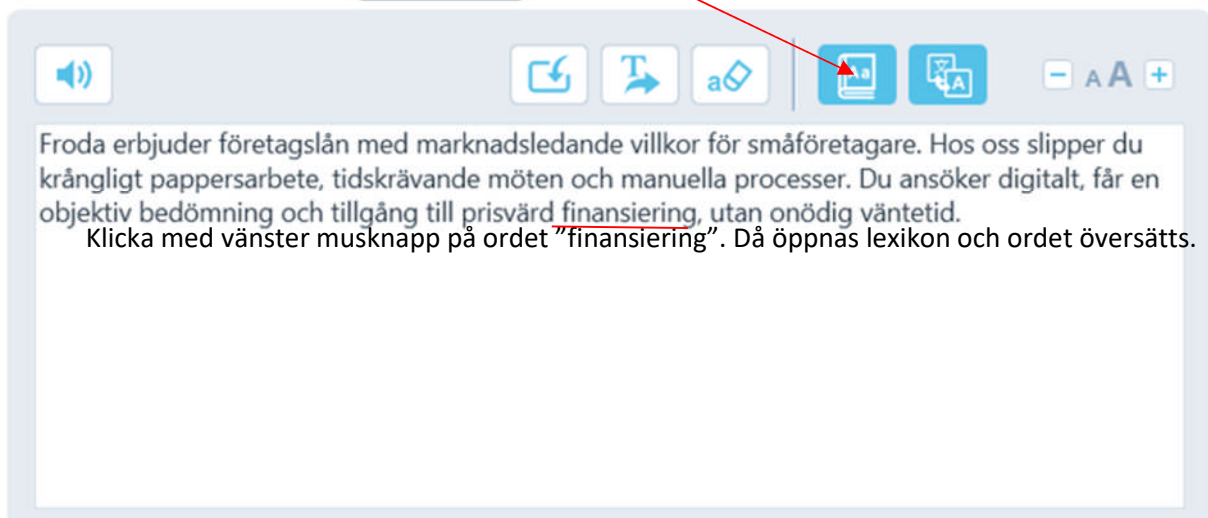 T
a
Aa
A
A A
Froda erbjuder företagslån med marknadsledande villkor för småföretagare. Hos oss slipper du
krångligt pappersarbete, tidskrävande möten och manuella processer. Du ansöker digitalt, får en
objektiv bedömning och tillgång till prisvärd finansiering, utan onödig väntetid.
Klicka med vänster musknapp på ordet ”finansiering”. Då öppnas lexikon och ordet översätts.